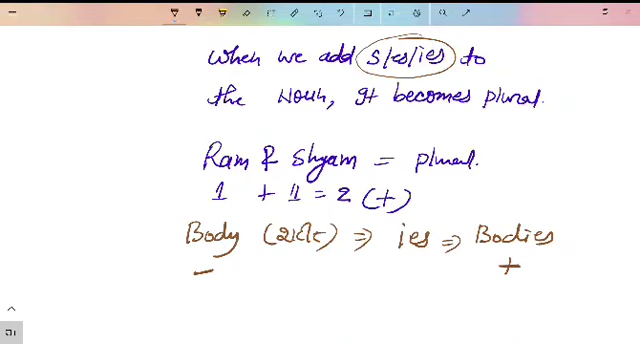 When we add s/es/ies to
the Noun, It becomes plural.
Ram & Shyam = plural.
1 + 1 = 2 (+)
Body (शरीर) ⇒ ies ⇒ Bodies
− +